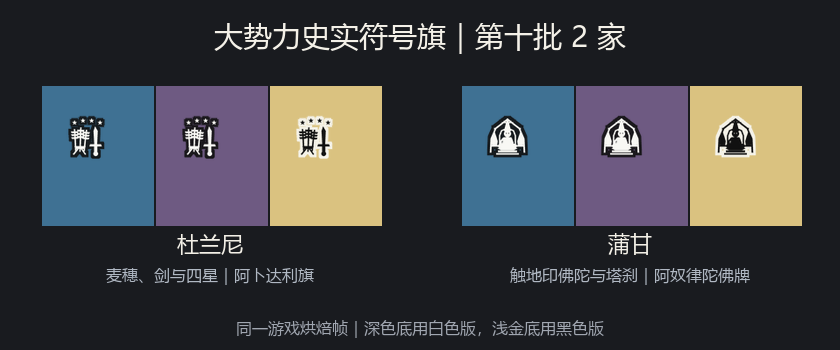 大势力史实符号旗｜第十批 2 家
杜兰尼
麦穗、剑与四星｜阿卜达利旗
蒲甘
触地印佛陀与塔刹｜阿奴律陀佛牌
同一游戏烘焙帧｜深色底用白色版，浅金底用黑色版